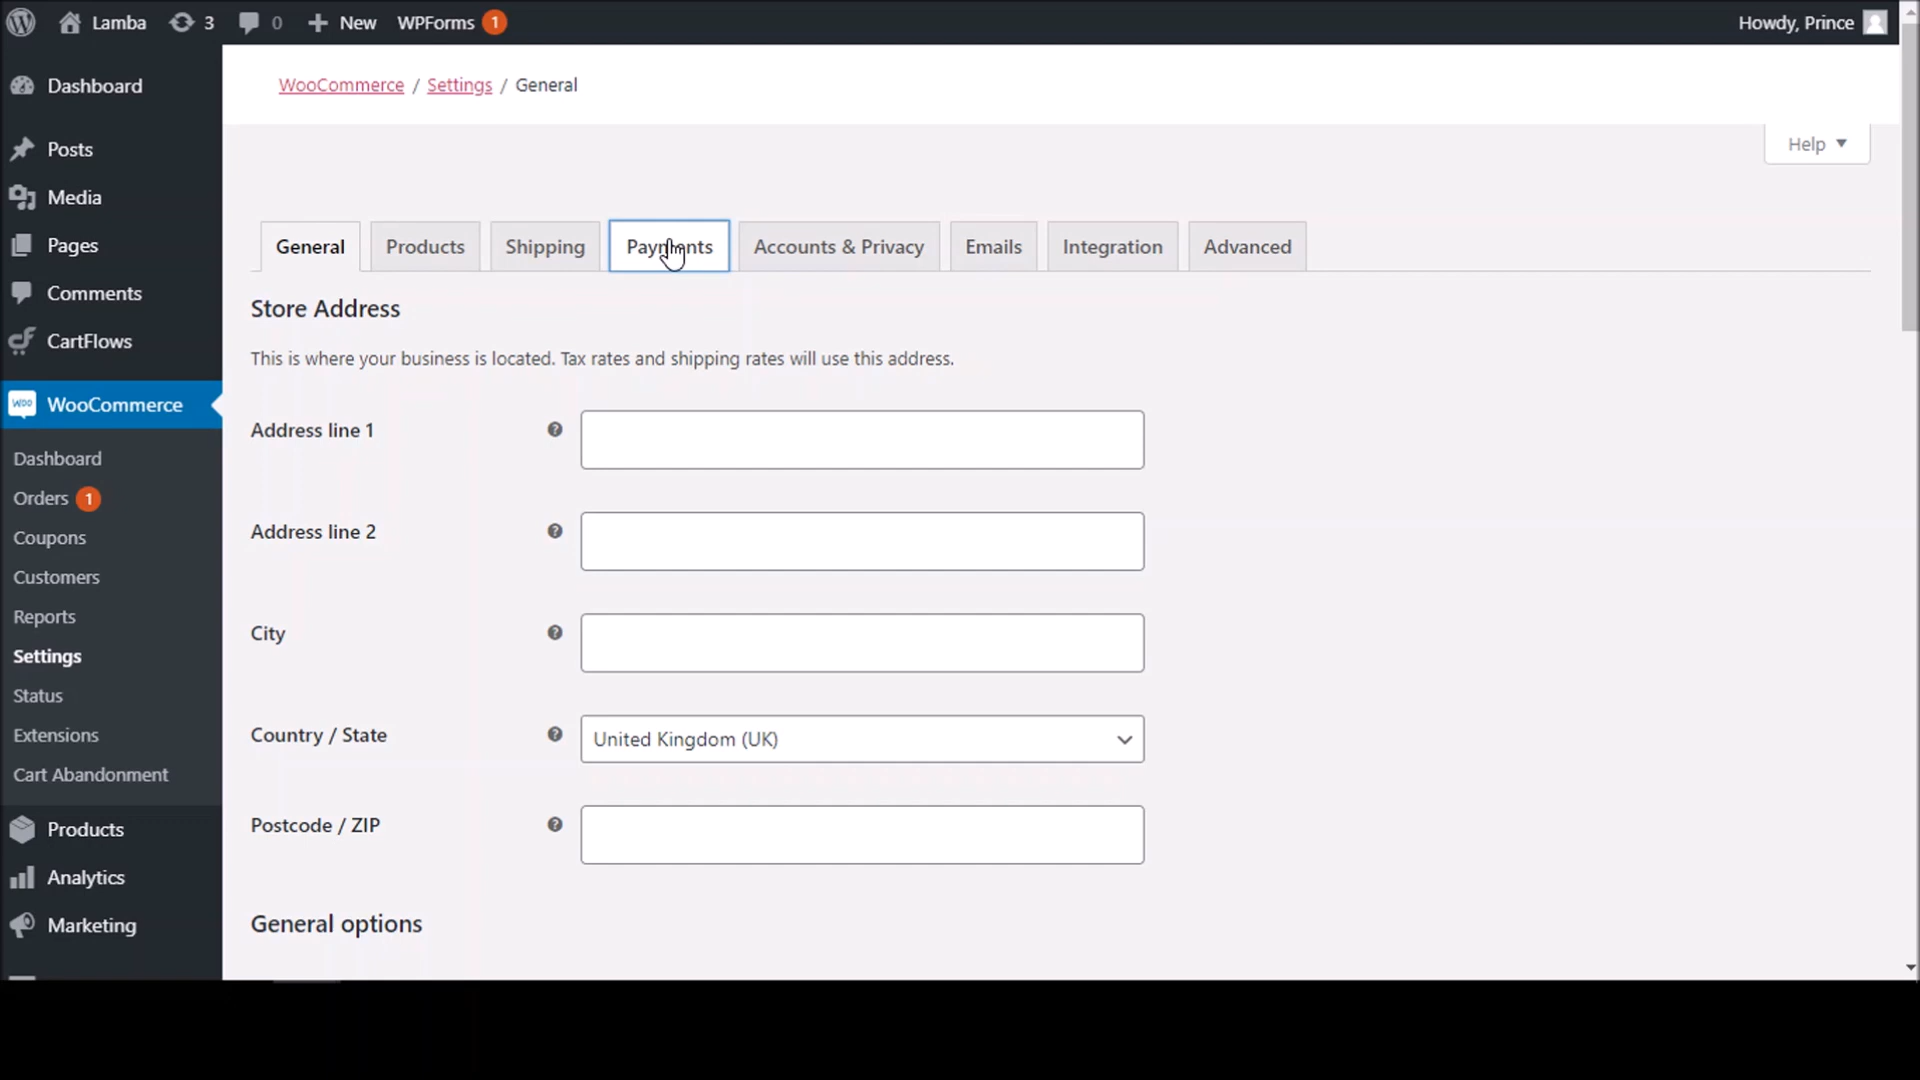 Lamba 3 0 New WPForms 1 Howdy, Prince
Dashboard
Posts
Media
Pages
Comments
CartFlows
WooCommerce
Dashboard
Orders 1
Coupons
Customers
Reports
Settings
Status
Extensions
Cart Abandonment
Products
Analytics
Marketing
WooCommerce / Settings / General
Help
General Products Shipping Payments Accounts & Privacy Emails Integration Advanced
Store Address
This is where your business is located. Tax rates and shipping rates will use this address.
Address line 1
Address line 2
City
Country / State United Kingdom (UK)
Postcode / ZIP
General options